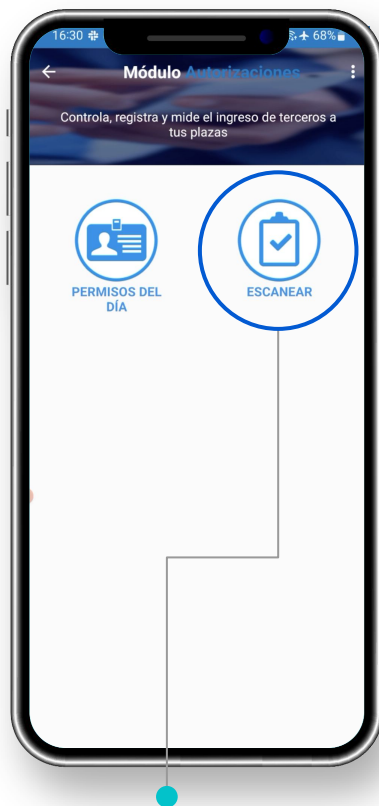 16:30 68%
Módulo Autorizaciones
Controla, registra y mide el ingreso de terceros a
tus plazas
PERMISOS DEL
DÍA
ESCANEAR